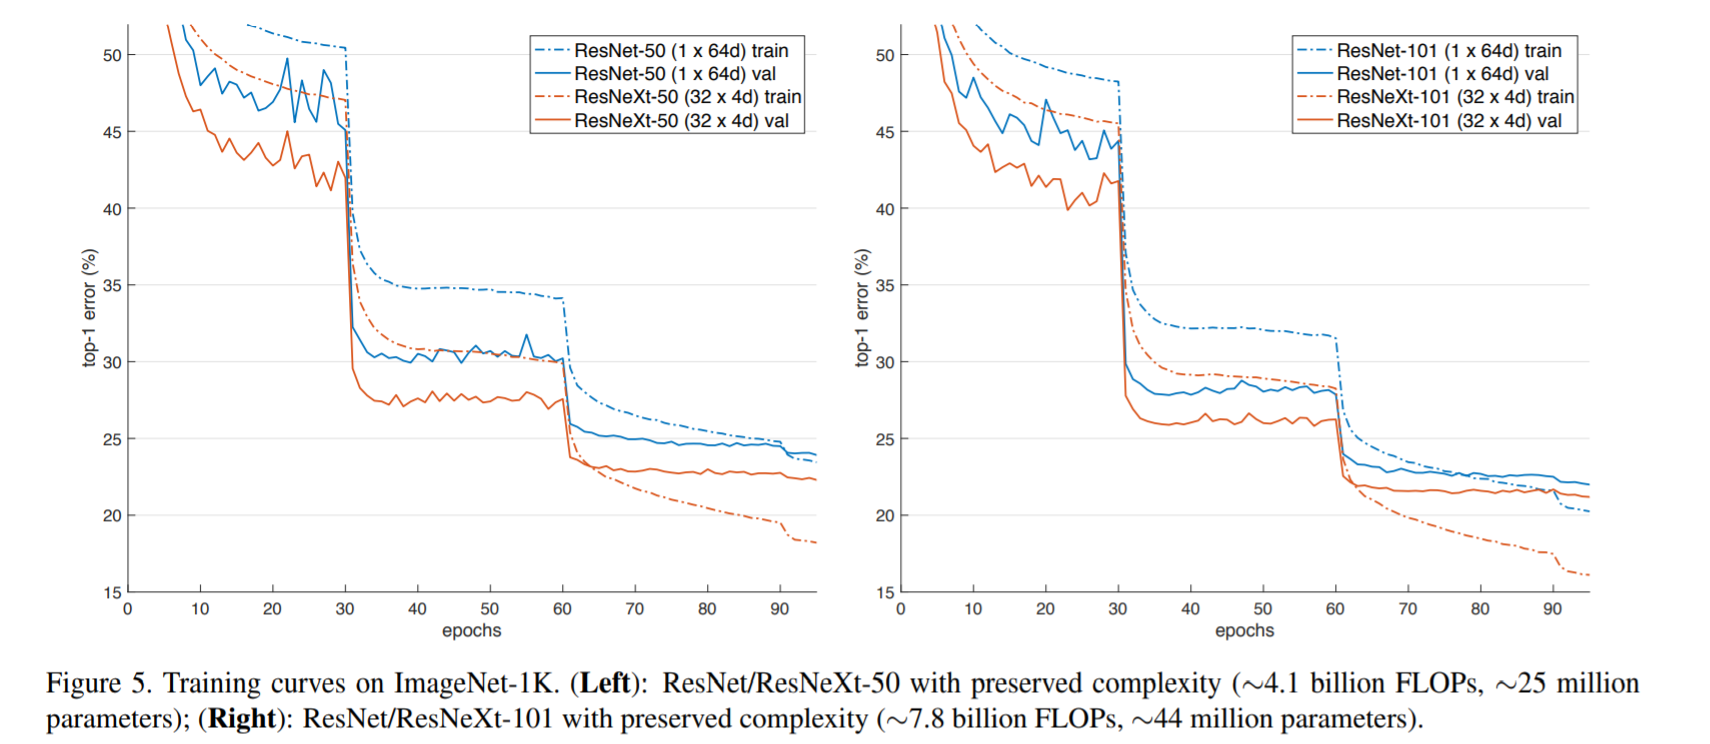 50
45
40
35
30
25
20
15
top-1 error (%)
0 10 20 30 40 50 60 70 80 90
epochs
ResNet-50 (1 x 64d) train
ResNet-50 (1 x 64d) val
ResNeXt-50 (32 x 4d) train
ResNeXt-50 (32 x 4d) val
50
45
40
35
30
25
20
15
top-1 error (%)
0 10 20 30 40 50 60 70 80 90
epochs
ResNet-101 (1 x 64d) train
ResNet-101 (1 x 64d) val
ResNeXt-101 (32 x 4d) train
ResNeXt-101 (32 x 4d) val
Figure 5. Training curves on ImageNet-1K. (Left): ResNet/ResNeXt-50 with preserved complexity (∼4.1 billion FLOPs, ∼25 million
parameters); (Right): ResNet/ResNeXt-101 with preserved complexity (∼7.8 billion FLOPs, ∼44 million parameters).